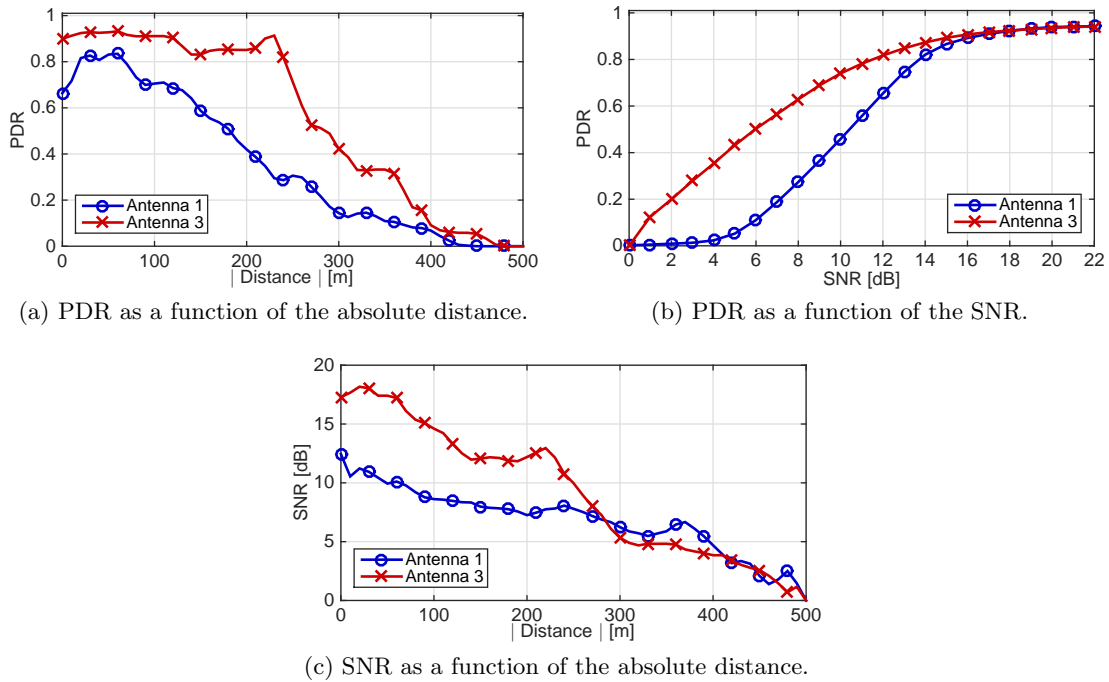 1
0.8
0.6
0.4
0.2
0
PDR
Antenna 1
Antenna 3
0 100 200 300 400 500
| Distance | [m]
(a) PDR as a function of the absolute distance.
1
0.8
0.6
0.4
0.2
0
PDR
Antenna 1
Antenna 3
0 2 4 6 8 10 12 14 16 18 20 22
SNR [dB]
(b) PDR as a function of the SNR.
20
15
10
5
0
SNR [dB]
Antenna 1
Antenna 3
0 100 200 300 400 500
| Distance | [m]
(c) SNR as a function of the absolute distance.